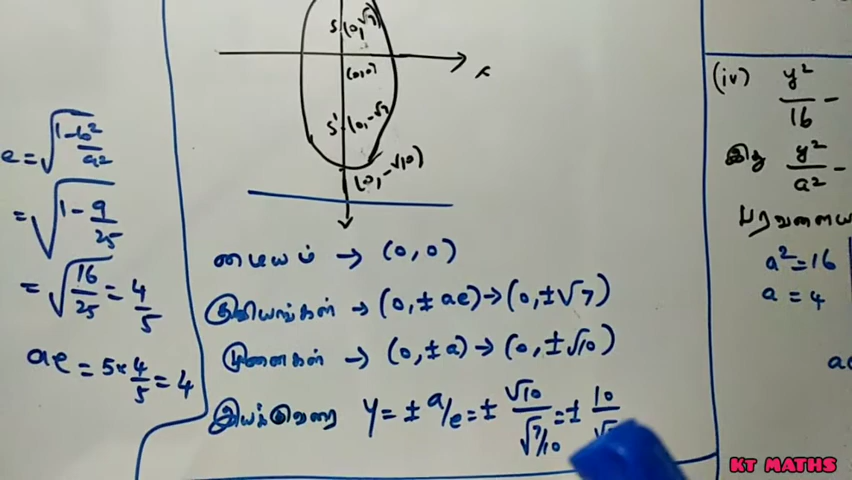 e = √1-b²/a²
= √1 - 9/25
= √16/25 = 4/5
ae = 5×4/5 = 4
S (0, √7)
(0,0)
S' (0, -√7)
(0, -√10)
மையம் → (0, 0)
குவியங்கள் → (0, ± ae) → (0, ±√7)
முனைகள் → (0, ±a) → (0, ±√10)
இயக்குவரை y = ± a/e = ± √10/√7/10 = ± 10/
(iv) y²/16 -
இது y²/a² -
a² = 16
a = 4
KT MATHS